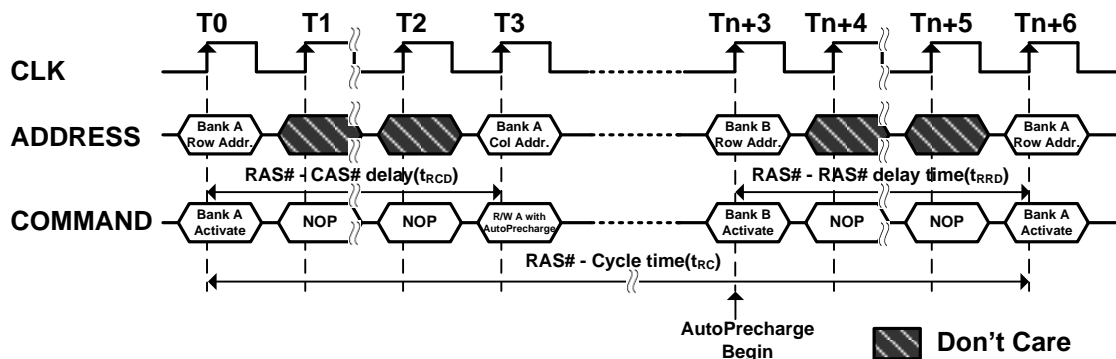 T0 T1 T2 T3 Tn+3 Tn+4 Tn+5 Tn+6
CLK
ADDRESS
Bank A
Row Addr.
Bank A
Col Addr.
Bank B
Row Addr.
Bank A
Row Addr.
RAS# - CAS# delay(tRCD)
RAS# - RAS# delay time(tRRD)
COMMAND
Bank A
Activate
NOP
NOP
R/W A with
AutoPrecharge
Bank B
Activate
NOP
NOP
Bank A
Activate
RAS# - Cycle time(tRC)
AutoPrecharge
Begin
Don't Care